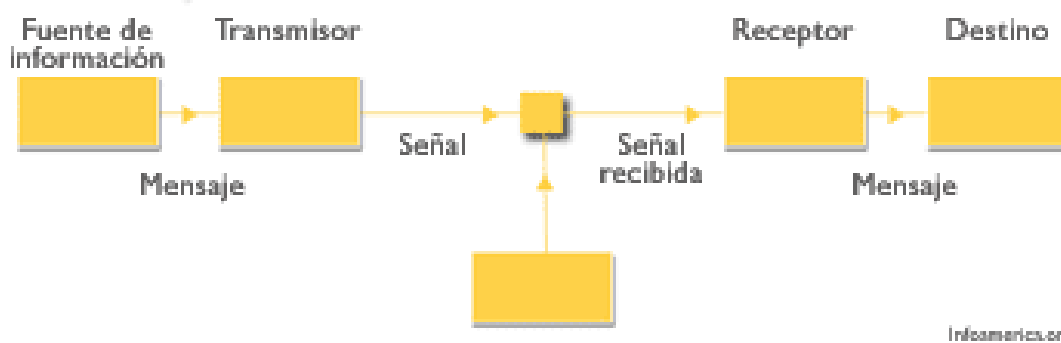 Fuente de
información
Transmisor
Receptor
Destino
Señal
Señal
recibida
Mensaje
Mensaje